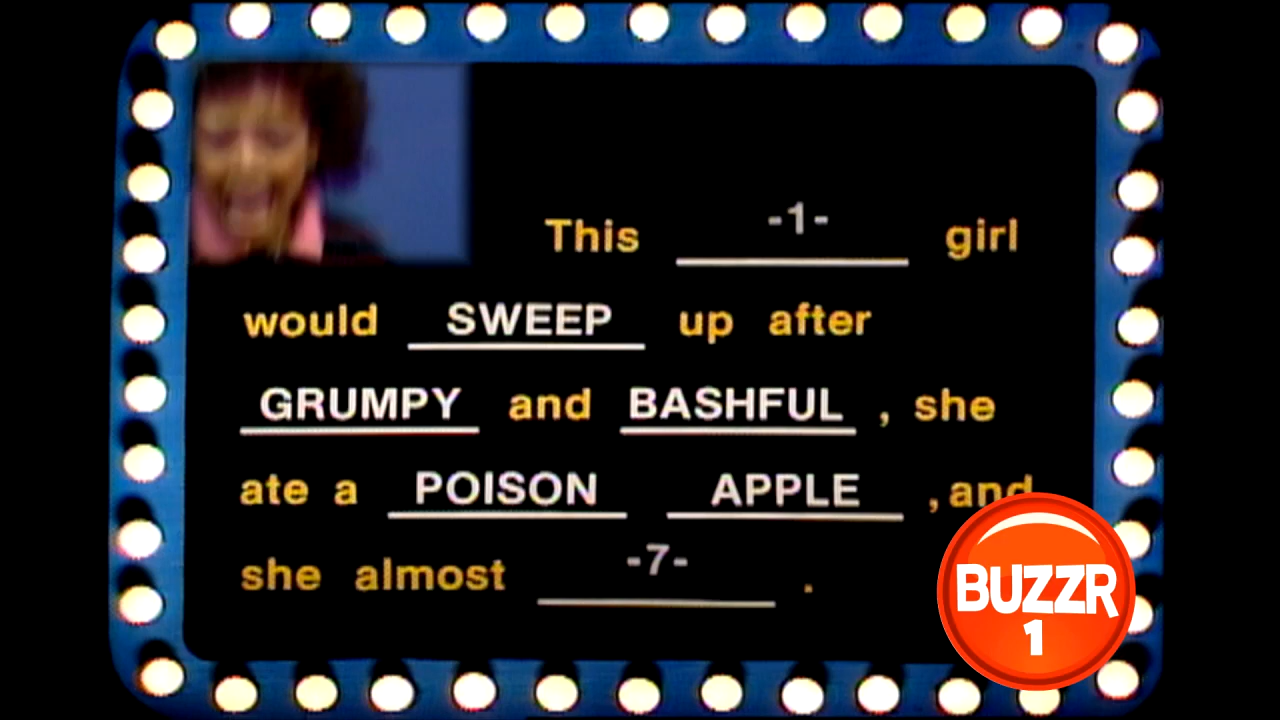 This -1- girl
would SWEEP up after
GRUMPY and BASHFUL , she
ate a POISON APPLE , and
she almost -7- .
BUZZR
1